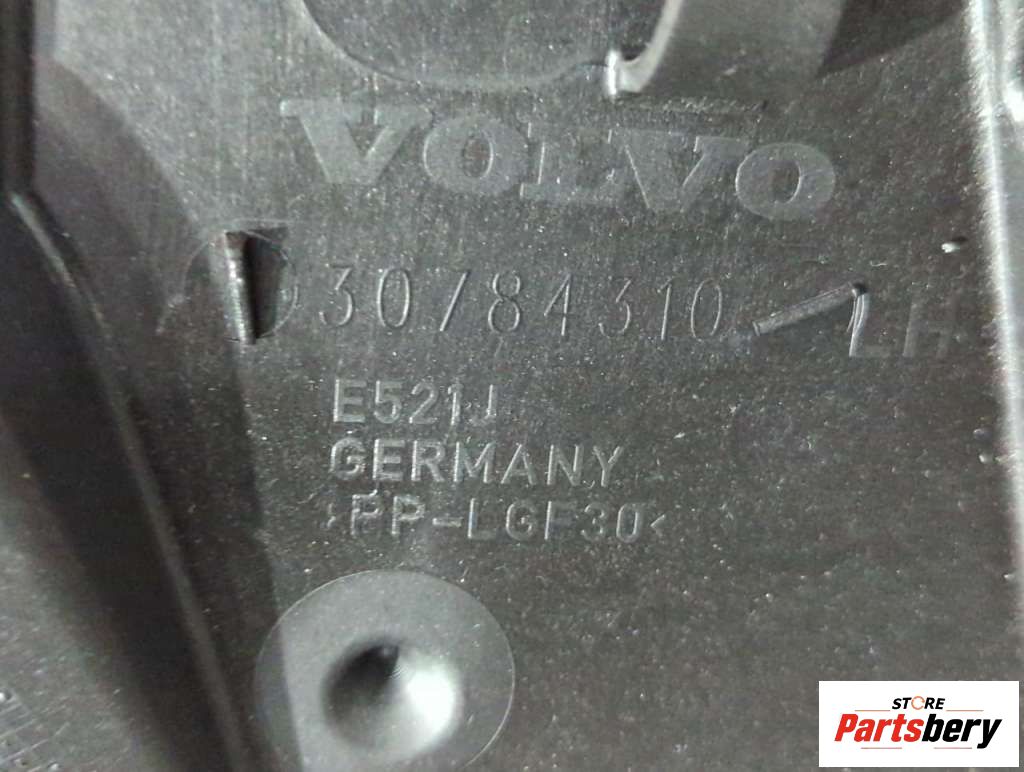 VOLVO
30784310 LH
E521J
GERMANY
>PP-LGF30<
STORE
Partsbery